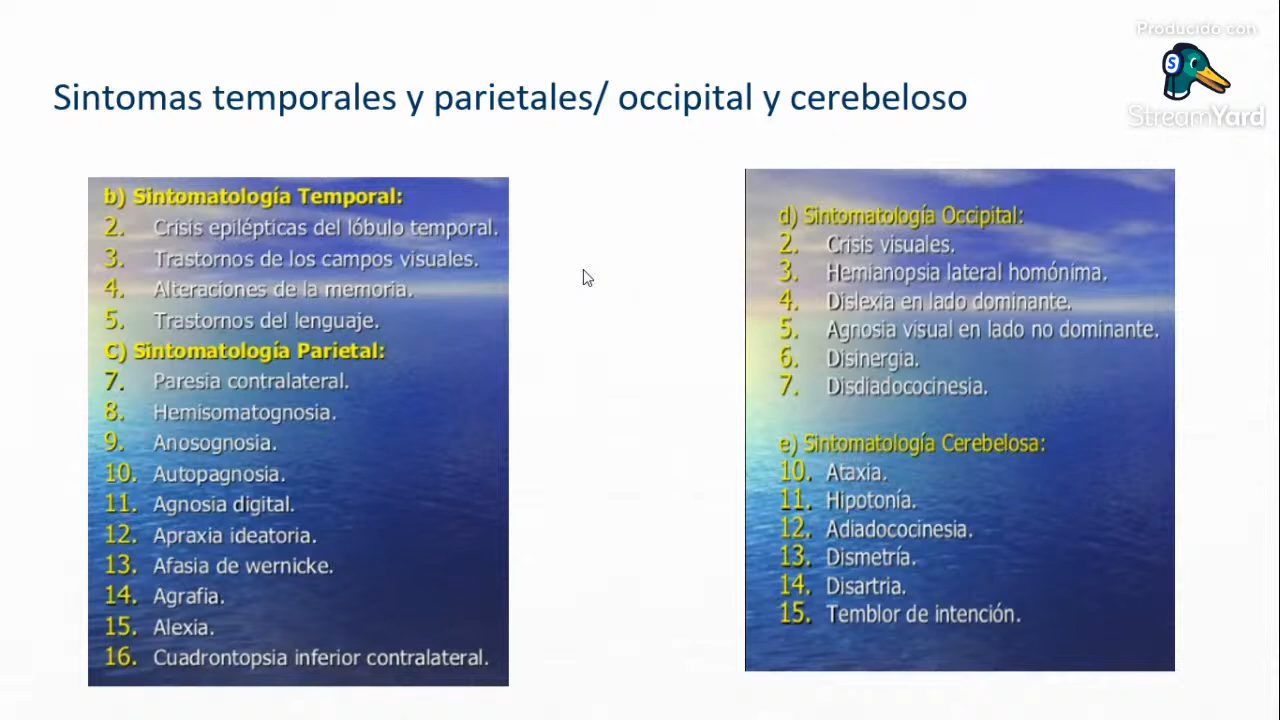 Producido con
StreamYard
Sintomas temporales y parietales/ occipital y cerebeloso
b) Sintomatología Temporal:
2. Crisis epilépticas del lóbulo temporal.
3. Trastornos de los campos visuales.
4. Alteraciones de la memoria.
5. Trastornos del lenguaje.
c) Sintomatología Parietal:
7. Paresia contralateral.
8. Hemisomatognosia.
9. Anosognosia.
10. Autopagnosia.
11. Agnosia digital.
12. Apraxia ideatoria.
13. Afasia de wernicke.
14. Agrafia.
15. Alexia.
16. Cuadrontopsia inferior contralateral.
d) Sintomatología Occipital:
2. Crisis visuales.
3. Hemianopsia lateral homónima.
4. Dislexia en lado dominante.
5. Agnosia visual en lado no dominante.
6. Disinergia.
7. Disdiadococinesia.
e) Sintomatología Cerebelosa:
10. Ataxia.
11. Hipotonía.
12. Adiadococinesia.
13. Dismetría.
14. Disartria.
15. Temblor de intención.